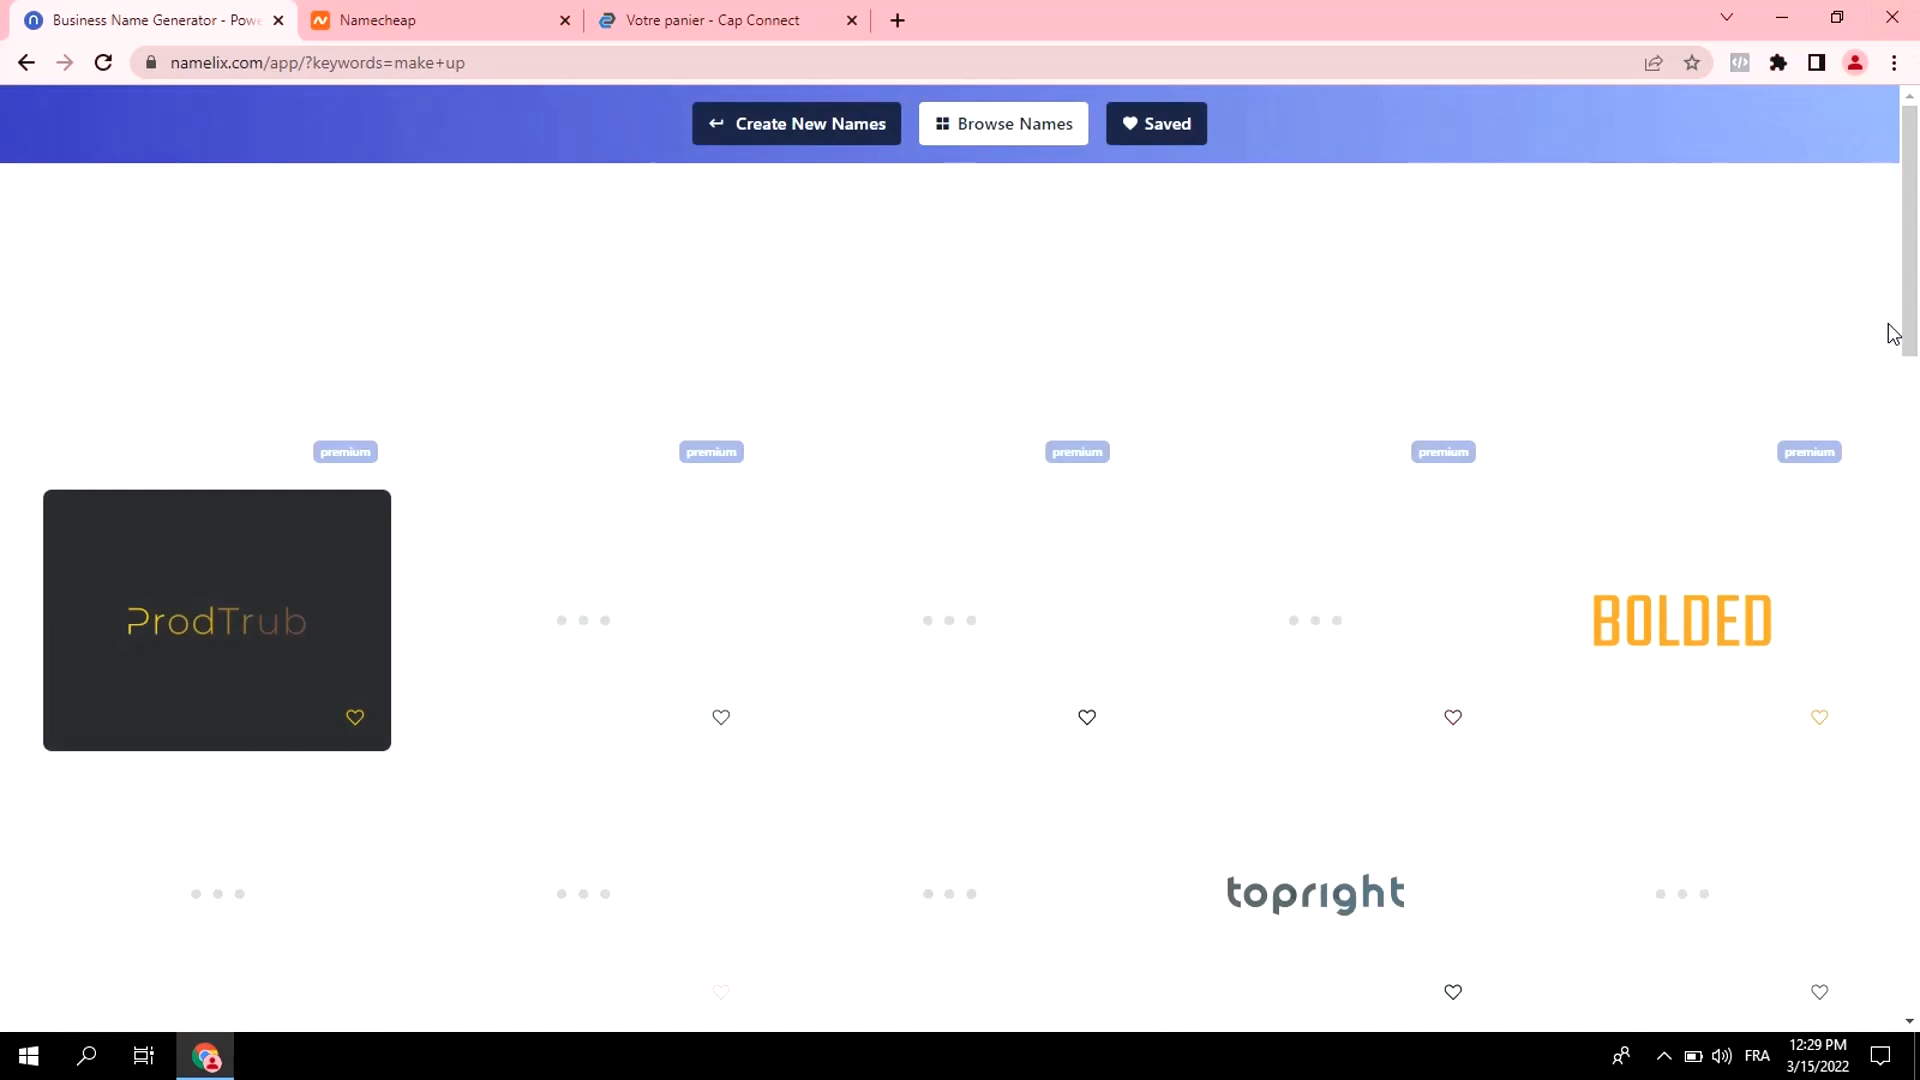 Business Name Generator - Powe
Namecheap
Votre panier - Cap Connect
namelix.com/app/?keywords=make+up
Create New Names
Browse Names
Saved
premium
premium
premium
premium
premium
ProdTrub
BOLDED
topright
FRA
12:29 PM
3/15/2022